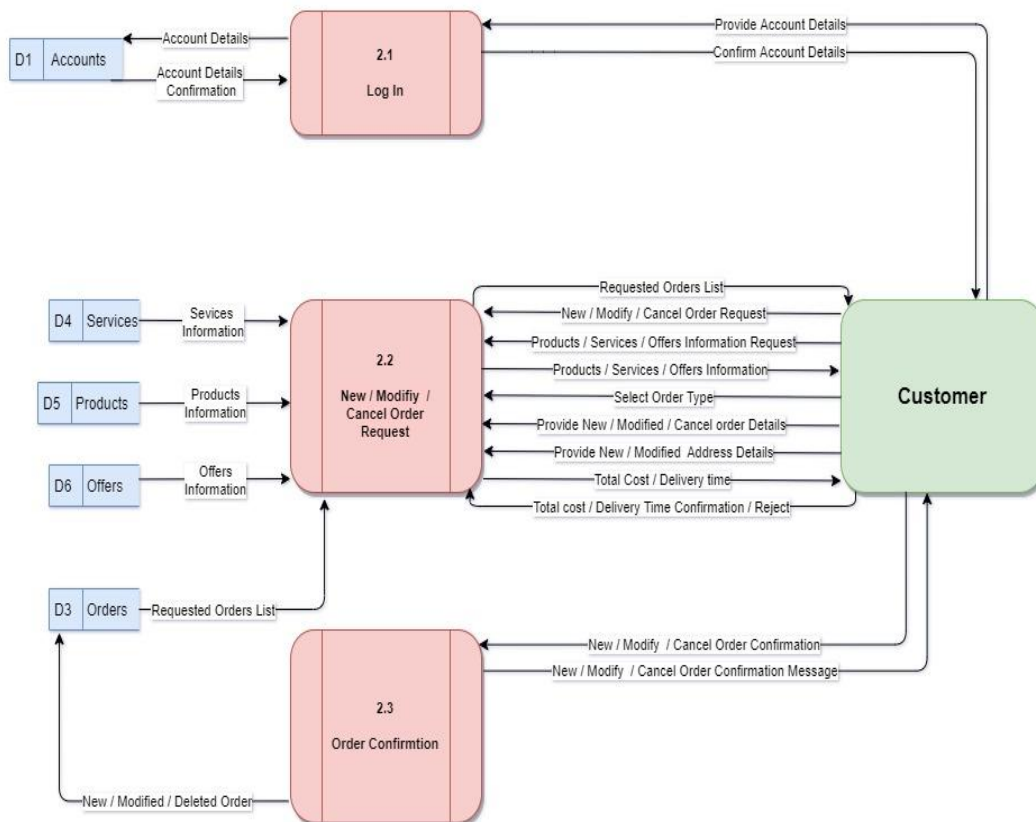 Provide Account Details
Account Details
2.1
Confirm Account Details
D1 Accounts
Account Details
Confirmation
Log In
Requested Orders List
D4 Services
Sevices
Information
New / Modify / Cancel Order Request
2.2
Products / Services / Offers Information Request
New / Modifiy /
Cancel Order
Request
Products / Services / Offers Information
D5 Products
Products
Information
Select Order Type
Customer
Provide New / Modified / Cancel order Details
Provide New / Modified Address Details
D6 Offers
Offers
Information
Total Cost / Delivery time
Total cost / Delivery Time Confirmation / Reject
D3 Orders
Requested Orders List
New / Modify / Cancel Order Confirmation
New / Modify / Cancel Order Confirmation Message
2.3
Order Confirmtion
New / Modified / Deleted Order